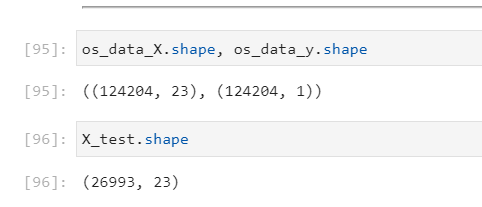 [95]: os_data_X.shape, os_data_y.shape
[95]: ((124204, 23), (124204, 1))
[96]: X_test.shape
[96]: (26993, 23)